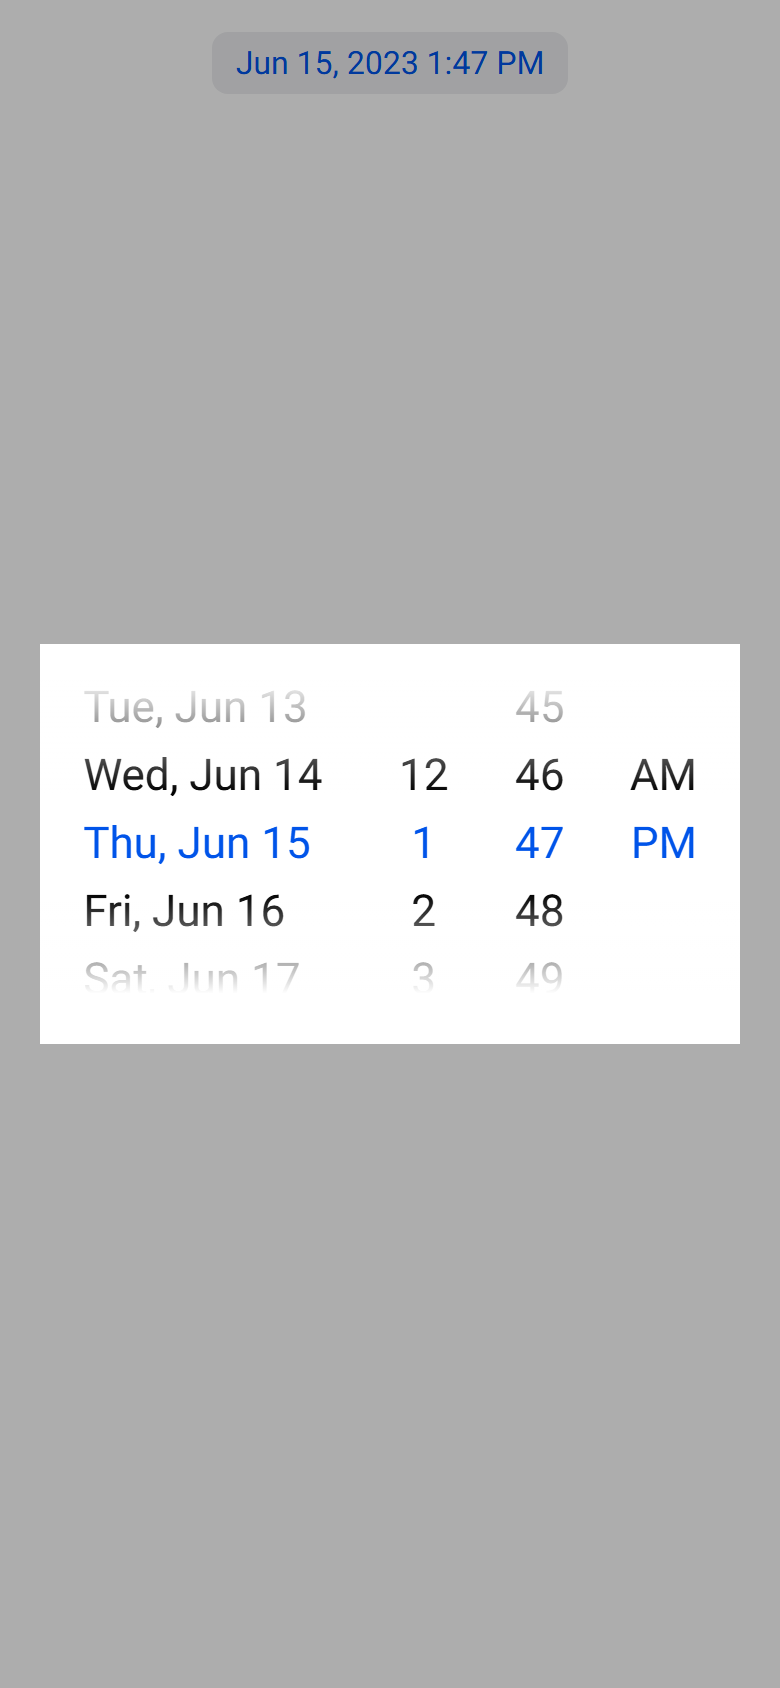 Jun 15, 2023 1:47 PM
Tue, Jun 13 45
Wed, Jun 14 12 46 AM
Thu, Jun 15 1 47 PM
Fri, Jun 16 2 48
Sat, Jun 17 3 49